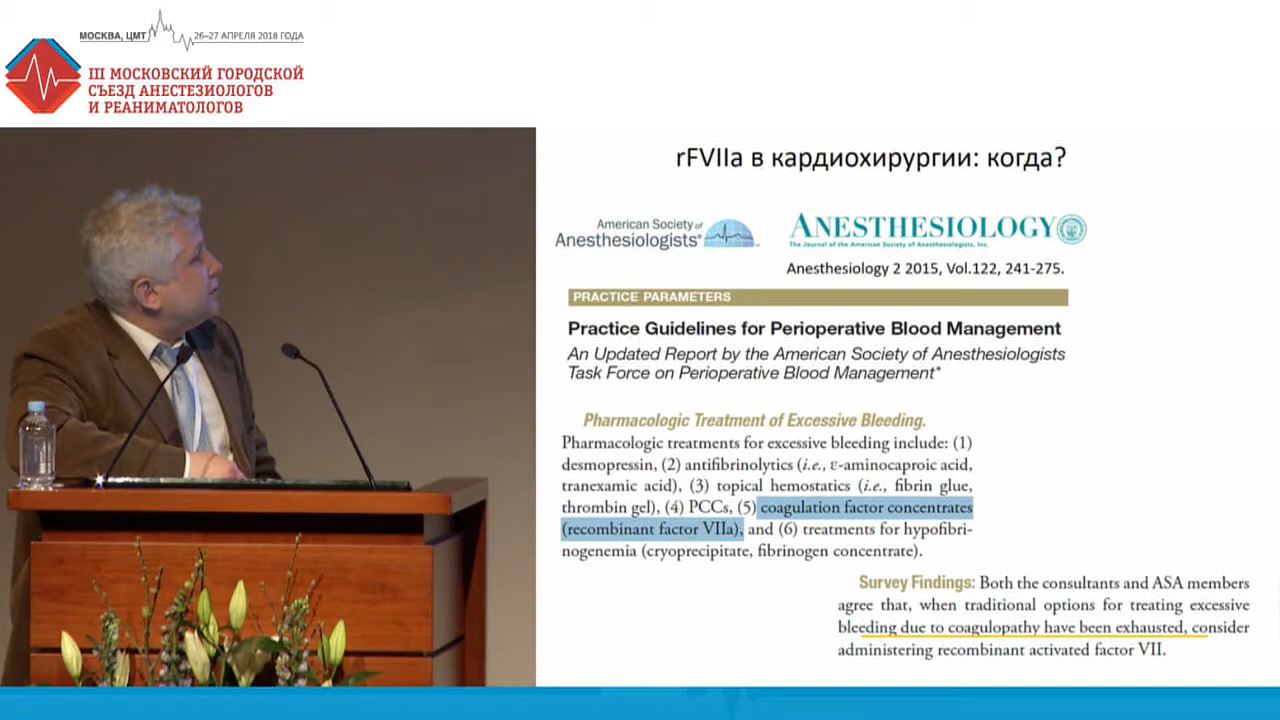 МОСКВА, ЦМТ 26–27 АПРЕЛЯ 2018 ГОДА
III МОСКОВСКИЙ ГОРОДСКОЙ
СЪЕЗД АНЕСТЕЗИОЛОГОВ
И РЕАНИМАТОЛОГОВ
rFVIIa в кардиохирургии: когда?
American Society of
Anesthesiologists®
ANESTHESIOLOGY
The Journal of the American Society of Anesthesiologists, Inc.
Anesthesiology 2 2015, Vol.122, 241-275.
PRACTICE PARAMETERS
Practice Guidelines for Perioperative Blood Management
An Updated Report by the American Society of Anesthesiologists
Task Force on Perioperative Blood Management*
Pharmacologic Treatment of Excessive Bleeding.
Pharmacologic treatments for excessive bleeding include: (1)
desmopressin, (2) antifibrinolytics (i.e., ε-aminocaproic acid,
tranexamic acid), (3) topical hemostatics (i.e., fibrin glue,
thrombin gel), (4) PCCs, (5) coagulation factor concentrates
(recombinant factor VIIa), and (6) treatments for hypofibri-
nogenemia (cryoprecipitate, fibrinogen concentrate).
Survey Findings: Both the consultants and ASA members
agree that, when traditional options for treating excessive
bleeding due to coagulopathy have been exhausted, consider
administering recombinant activated factor VII.